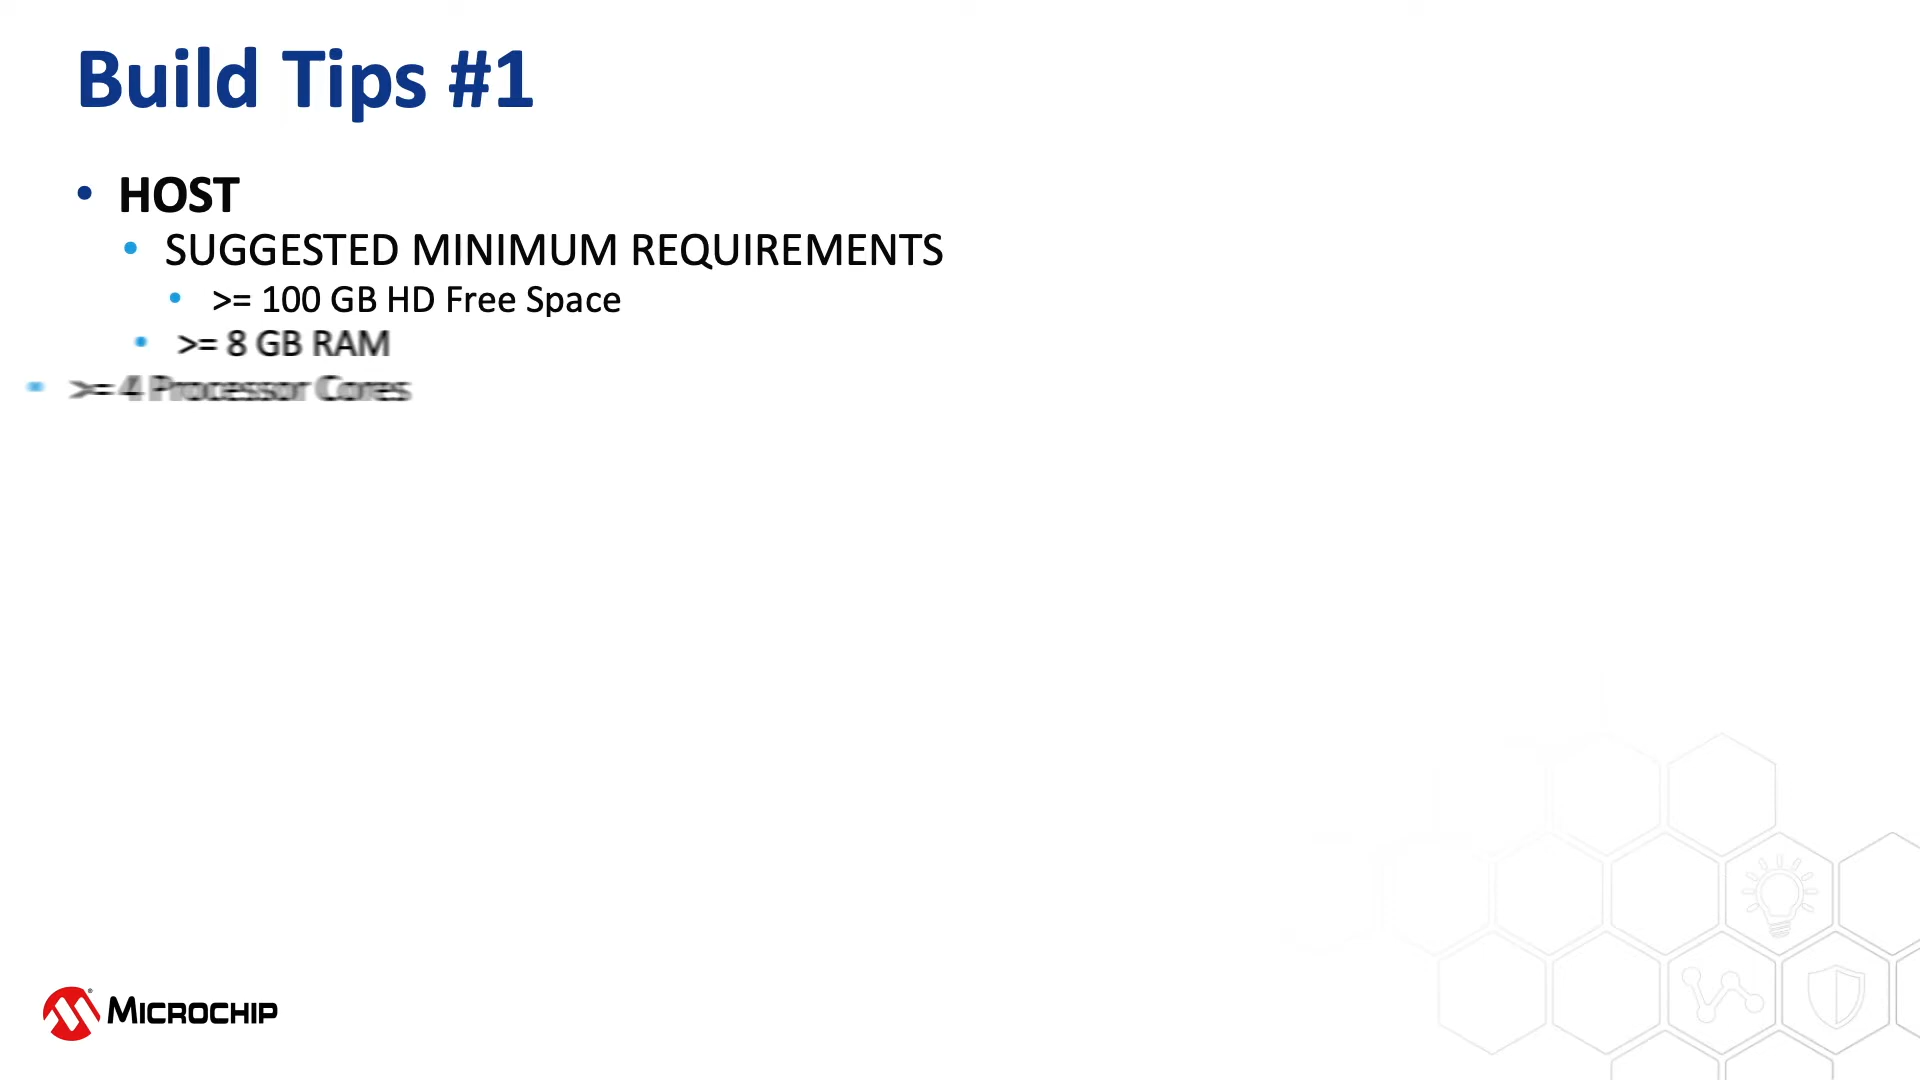 Build Tips #1
• HOST
• SUGGESTED MINIMUM REQUIREMENTS
• >= 100 GB HD Free Space
• >= 8 GB RAM
• >= 4 Processor Cores
MICROCHIP